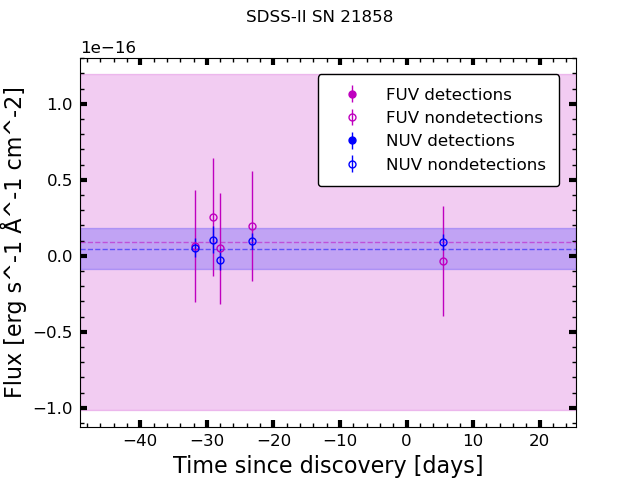 SDSS-II SN 21858
1e−16
FUV detections
FUV nondetections
NUV detections
NUV nondetections
1.0
0.5
0.0
−0.5
−1.0
Flux [erg s^-1 Å^-1 cm^-2]
−40 −30 −20 −10 0 10 20
Time since discovery [days]